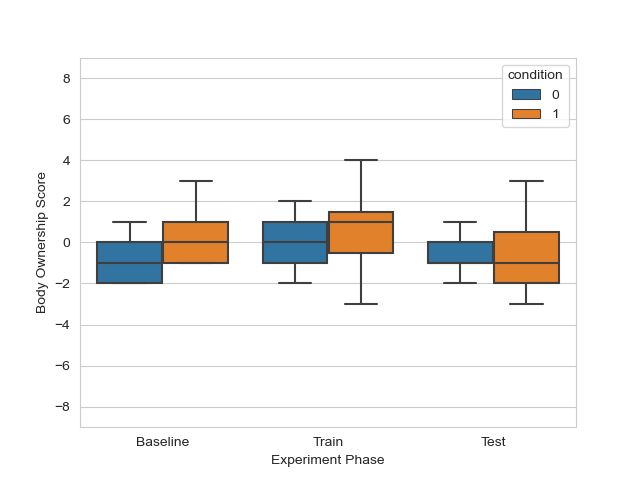 condition
0
1
8
6
4
2
0
−2
−4
−6
−8
Body Ownership Score
Baseline
Train
Test
Experiment Phase